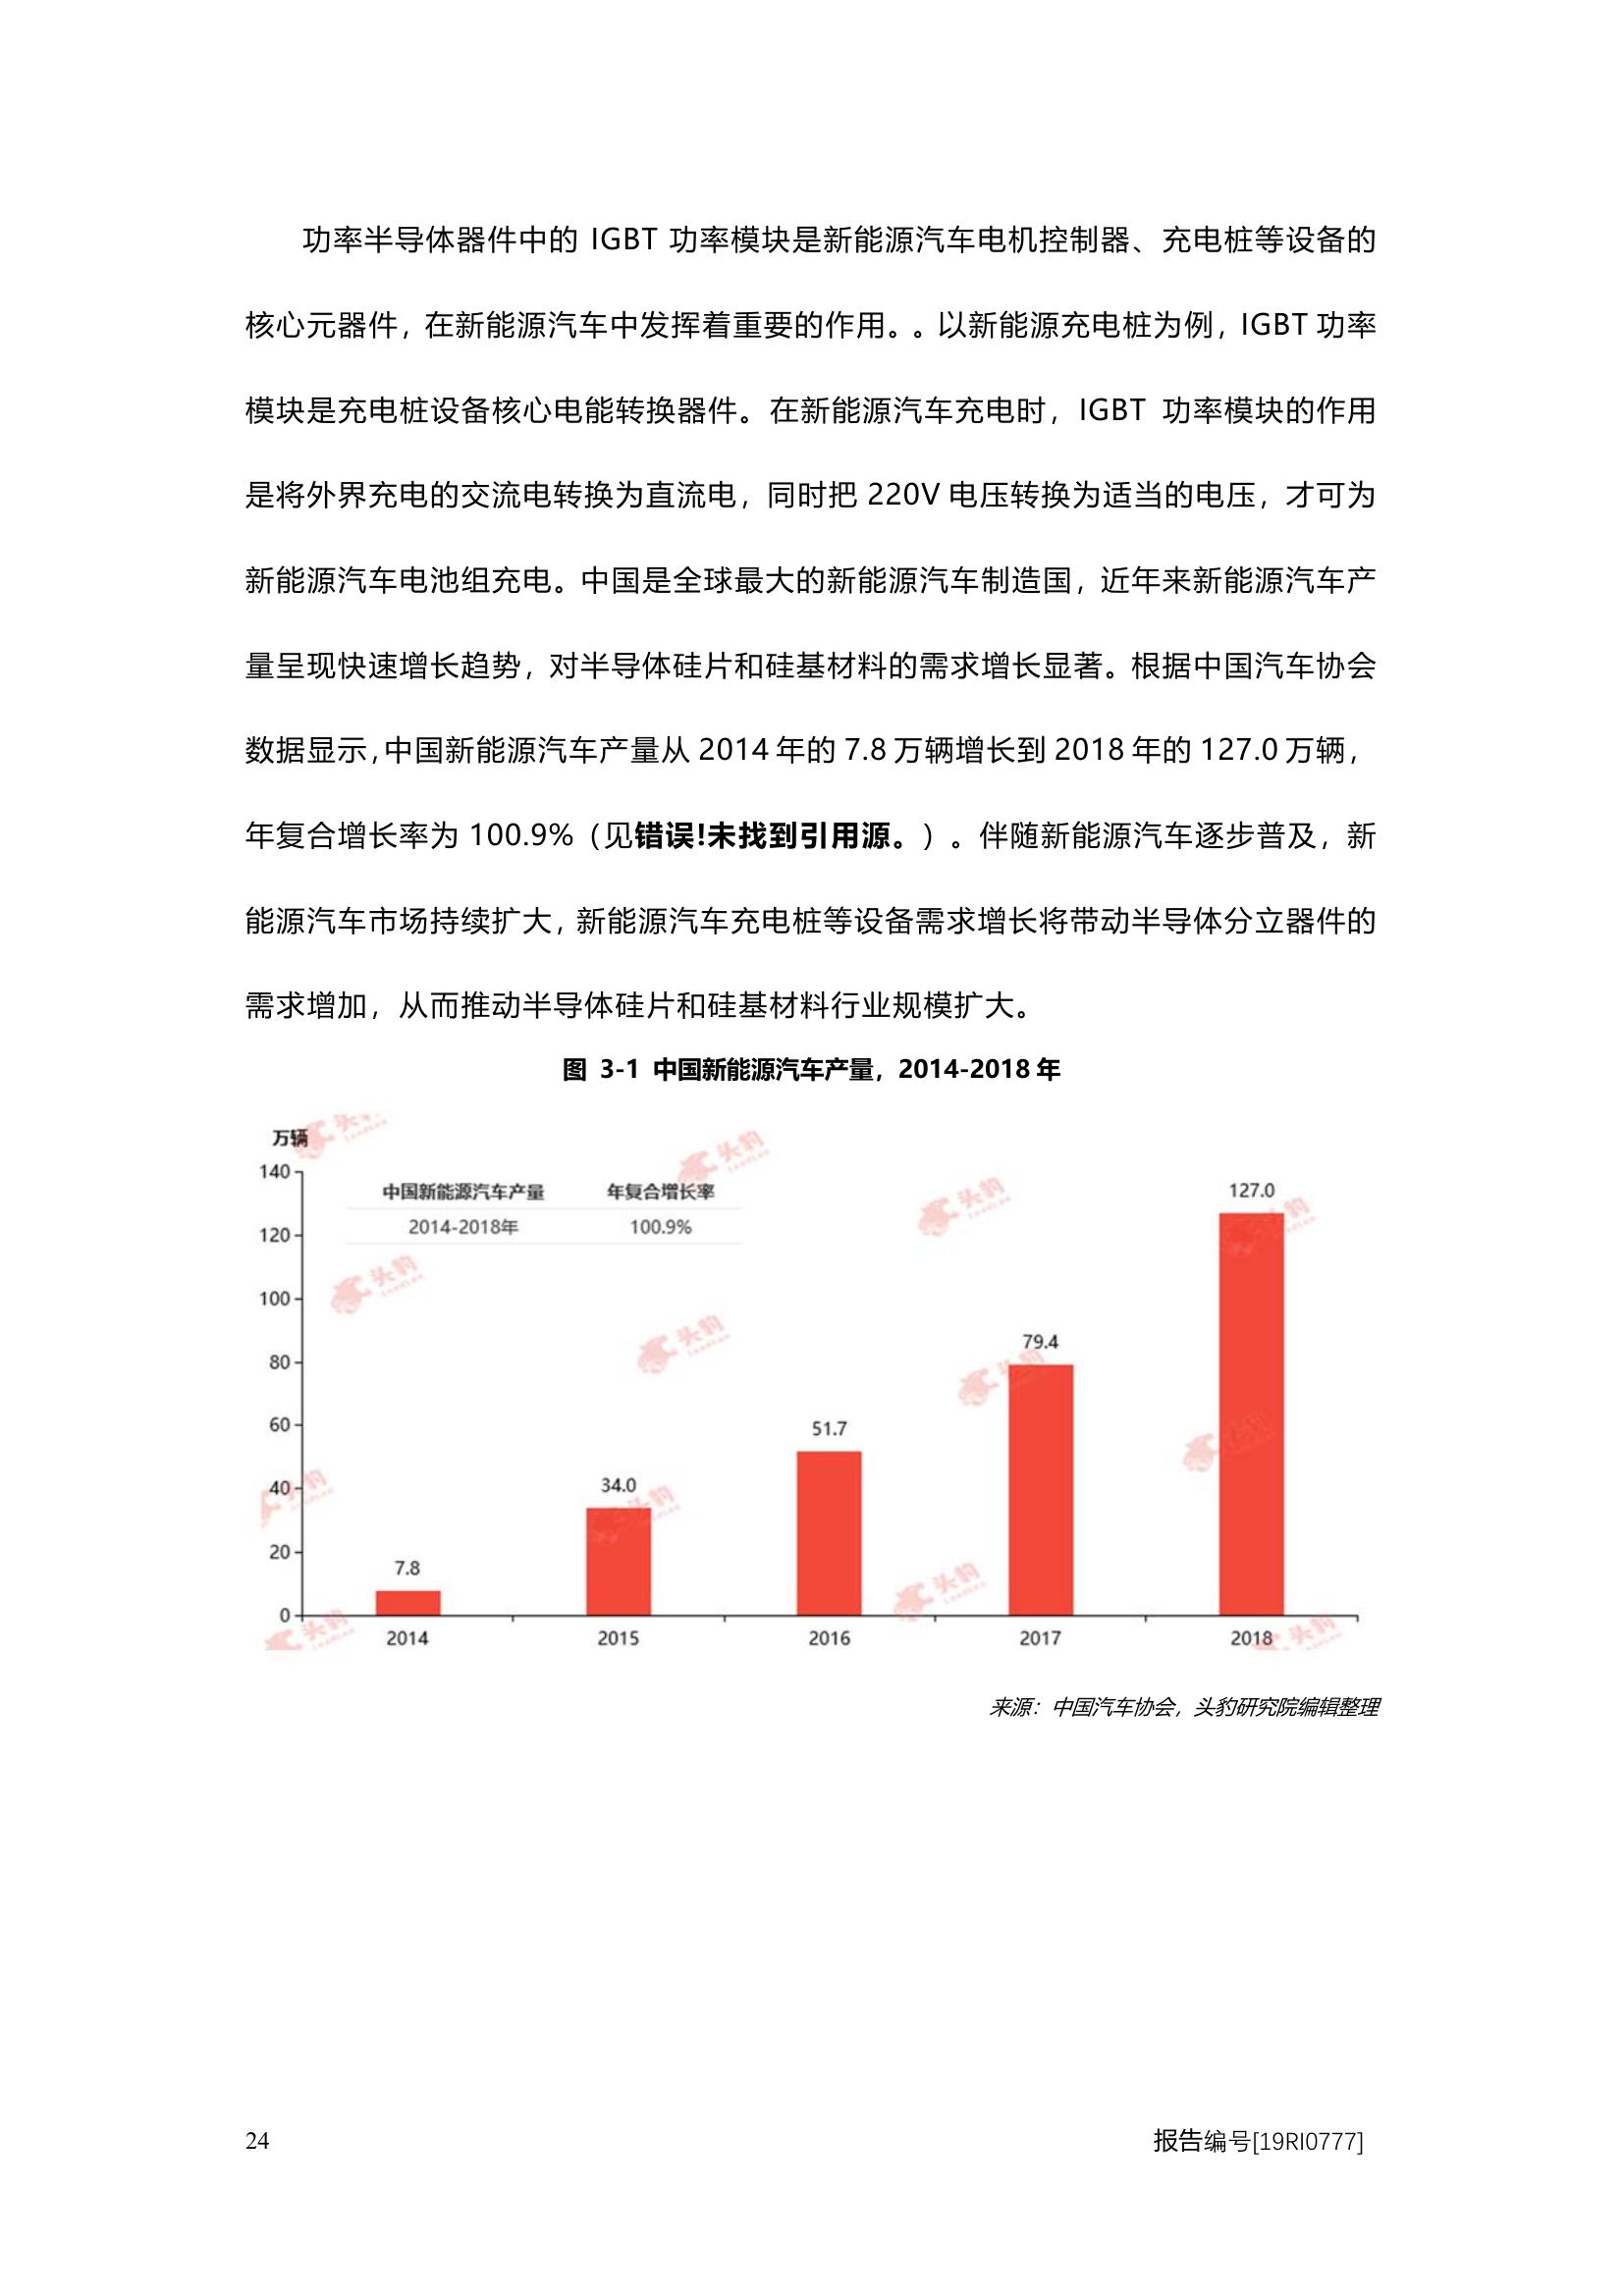 功率半导体器件中的 IGBT 功率模块是新能源汽车电机控制器、充电桩等设备的
核心元器件，在新能源汽车中发挥着重要的作用。。以新能源充电桩为例，IGBT 功率
模块是充电桩设备核心电能转换器件。在新能源汽车充电时，IGBT 功率模块的作用
是将外界充电的交流电转换为直流电，同时把 220V 电压转换为适当的电压，才可为
新能源汽车电池组充电。中国是全球最大的新能源汽车制造国，近年来新能源汽车产
量呈现快速增长趋势，对半导体硅片和硅基材料的需求增长显著。根据中国汽车协会
数据显示，中国新能源汽车产量从 2014 年的 7.8 万辆增长到 2018 年的 127.0 万辆，
年复合增长率为 100.9%（见错误!未找到引用源。）。伴随新能源汽车逐步普及，新
能源汽车市场持续扩大，新能源汽车充电桩等设备需求增长将带动半导体分立器件的
需求增加，从而推动半导体硅片和硅基材料行业规模扩大。
图 3-1 中国新能源汽车产量，2014-2018 年
万辆
140
120
100
80
60
40
20
0
中国新能源汽车产量 年复合增长率
2014-2018年 100.9%
7.8
34.0
51.7
79.4
127.0
2014 2015 2016 2017 2018
头豹
来源：中国汽车协会，头豹研究院编辑整理
24 报告编号[19RI0777]